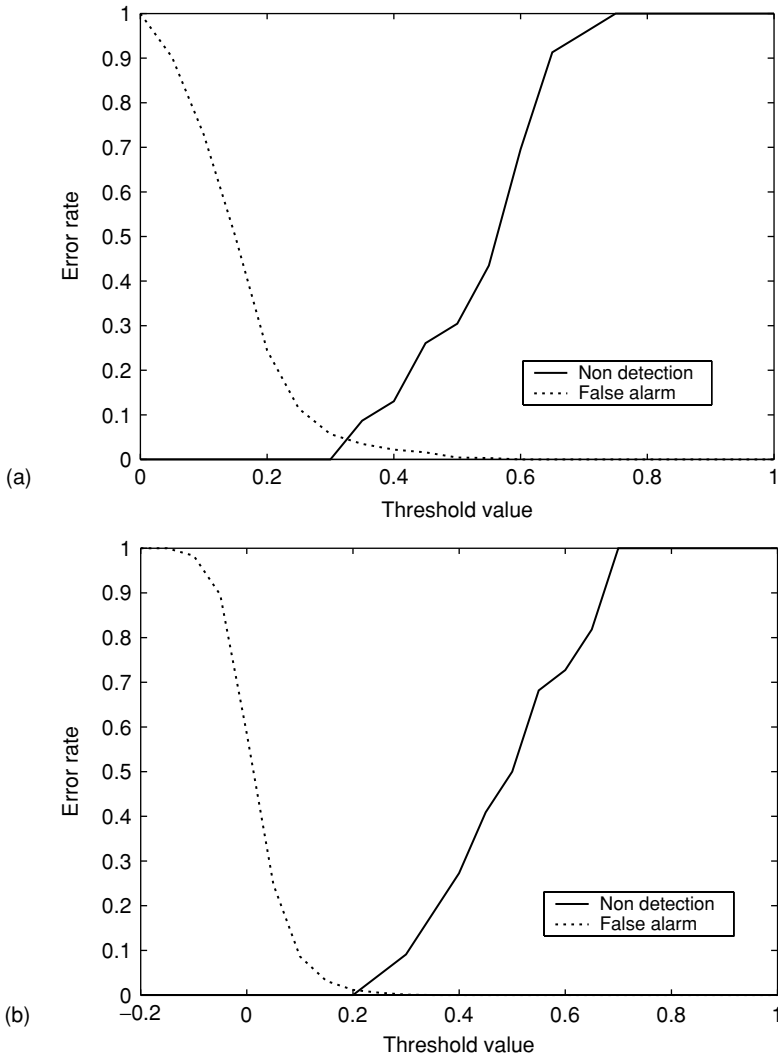 1
0.9
0.8
0.7
0.6
0.5
0.4
0.3
0.2
0.1
0
Error rate
Non detection
False alarm
0 0.2 0.4 0.6 0.8 1
Threshold value
(a)
1
0.9
0.8
0.7
0.6
0.5
0.4
0.3
0.2
0.1
0
Error rate
Non detection
False alarm
−0.2 0 0.2 0.4 0.6 0.8 1
Threshold value
(b)